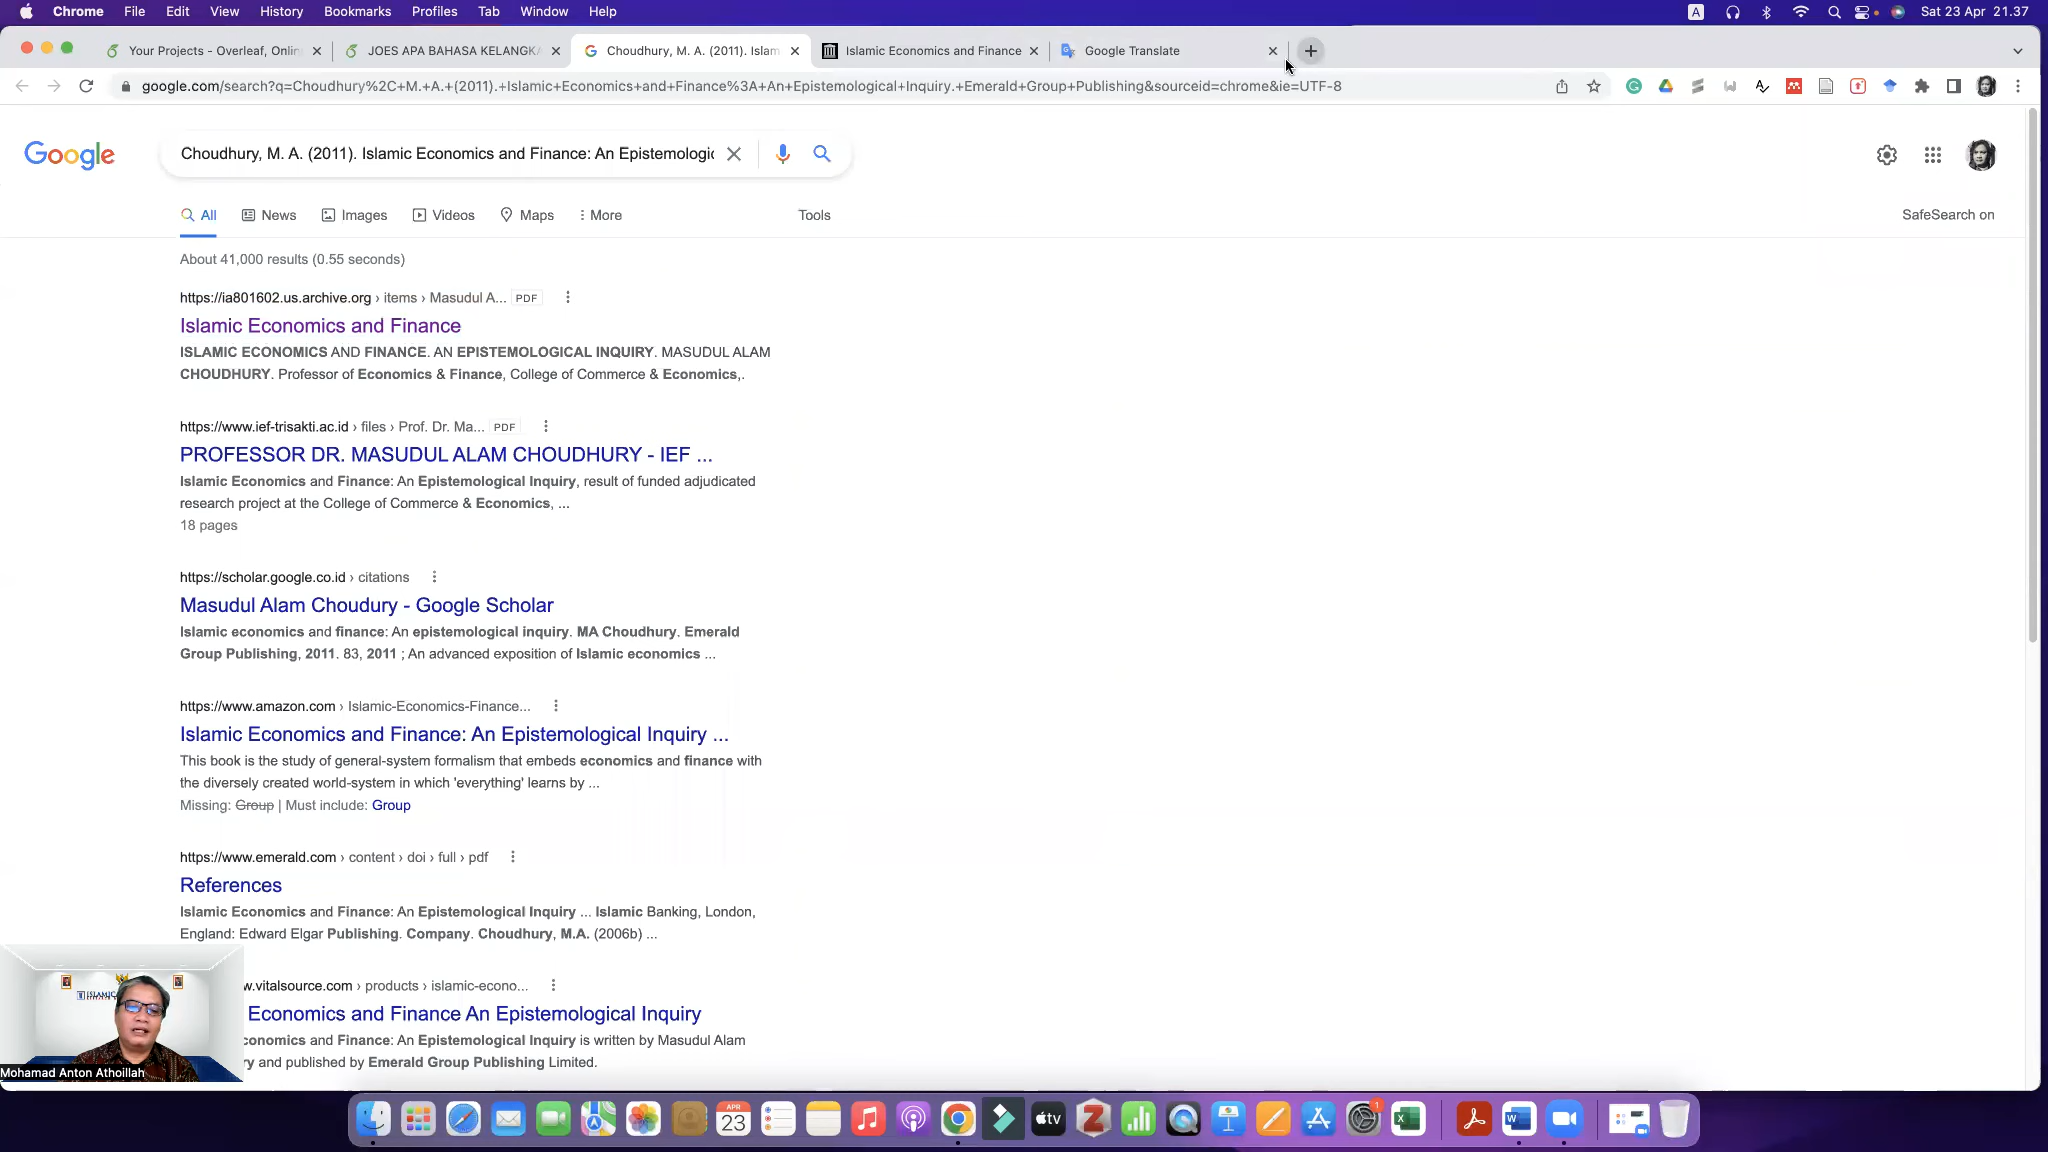 Chrome File Edit View History Bookmarks Profiles Tab Window Help
A Sat 23 Apr 21.37
Your Projects - Overleaf, Onlin
JOES APA BAHASA KELANGKA
Choudhury, M. A. (2011). Islam
Islamic Economics and Finance
Google Translate
google.com/search?q=Choudhury%2C+M.+A.+(2011).+Islamic+Economics+and+Finance%3A+An+Epistemological+Inquiry.+Emerald+Group+Publishing&sourceid=chrome&ie=UTF-8
Google
Choudhury, M. A. (2011). Islamic Economics and Finance: An Epistemologic
All News Images Videos Maps More Tools
SafeSearch on
About 41,000 results (0.55 seconds)
https://ia801602.us.archive.org › items › Masudul A... PDF
Islamic Economics and Finance
ISLAMIC ECONOMICS AND FINANCE. AN EPISTEMOLOGICAL INQUIRY. MASUDUL ALAM
CHOUDHURY. Professor of Economics & Finance, College of Commerce & Economics,.
https://www.ief-trisakti.ac.id › files › Prof. Dr. Ma... PDF
PROFESSOR DR. MASUDUL ALAM CHOUDHURY - IEF ...
Islamic Economics and Finance: An Epistemological Inquiry, result of funded adjudicated
research project at the College of Commerce & Economics, ...
18 pages
https://scholar.google.co.id › citations
Masudul Alam Choudury - Google Scholar
Islamic economics and finance: An epistemological inquiry. MA Choudhury. Emerald
Group Publishing, 2011. 83, 2011 ; An advanced exposition of Islamic economics ...
https://www.amazon.com › Islamic-Economics-Finance...
Islamic Economics and Finance: An Epistemological Inquiry ...
This book is the study of general-system formalism that embeds economics and finance with
the diversely created world-system in which 'everything' learns by ...
Missing: Group | Must include: Group
https://www.emerald.com › content › doi › full › pdf
References
Islamic Economics and Finance: An Epistemological Inquiry ... Islamic Banking, London,
England: Edward Elgar Publishing. Company. Choudhury, M.A. (2006b) ...
w.vitalsource.com › products › islamic-econo...
Economics and Finance An Epistemological Inquiry
conomics and Finance: An Epistemological Inquiry is written by Masudul Alam
ry and published by Emerald Group Publishing Limited.
ISLAMIC
Mohamad Anton Athoillah
APR
23
tv
1